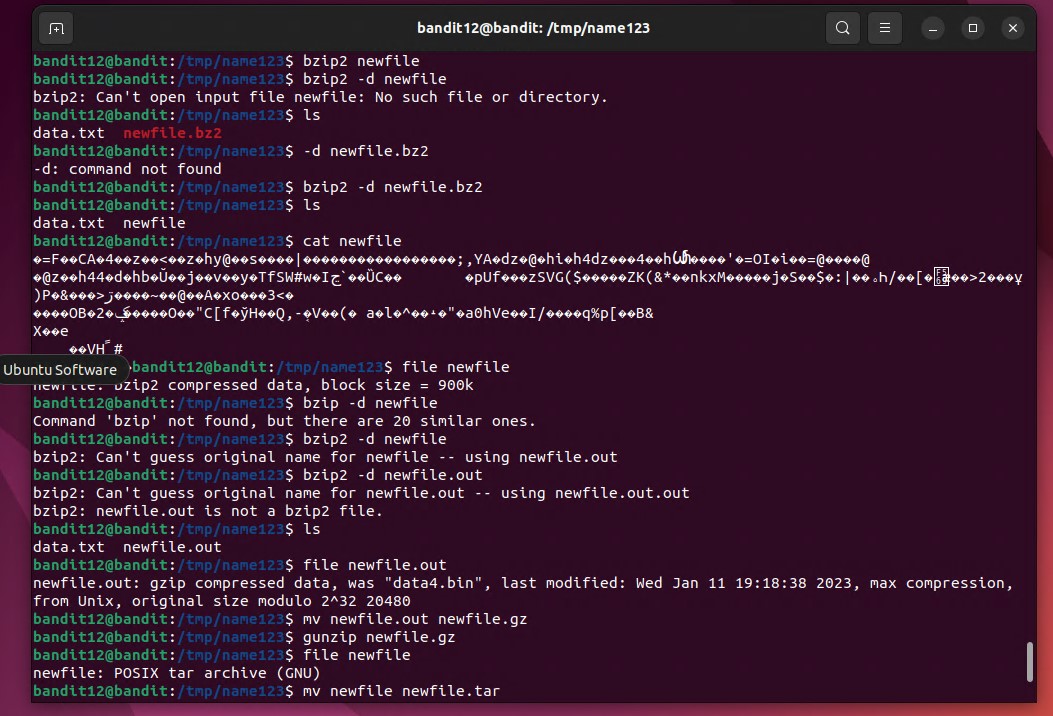 bandit12@bandit: /tmp/name123
bandit12@bandit:/tmp/name123$ bzip2 newfile
bandit12@bandit:/tmp/name123$ bzip2 -d newfile
bzip2: Can't open input file newfile: No such file or directory.
bandit12@bandit:/tmp/name123$ ls
data.txt  newfile.bz2
bandit12@bandit:/tmp/name123$ -d newfile.bz2
-d: command not found
bandit12@bandit:/tmp/name123$ bzip2 -d newfile.bz2
bandit12@bandit:/tmp/name123$ ls
data.txt  newfile
bandit12@bandit:/tmp/name123$ cat newfile
X��e
Ubuntu Software
bandit12@bandit:/tmp/name123$ file newfile
newfile: bzip2 compressed data, block size = 900k
bandit12@bandit:/tmp/name123$ bzip -d newfile
Command 'bzip' not found, but there are 20 similar ones.
bandit12@bandit:/tmp/name123$ bzip2 -d newfile
bzip2: Can't guess original name for newfile -- using newfile.out
bandit12@bandit:/tmp/name123$ bzip2 -d newfile.out
bzip2: Can't guess original name for newfile.out -- using newfile.out.out
bzip2: newfile.out is not a bzip2 file.
bandit12@bandit:/tmp/name123$ ls
data.txt  newfile.out
bandit12@bandit:/tmp/name123$ file newfile.out
newfile.out: gzip compressed data, was "data4.bin", last modified: Wed Jan 11 19:18:38 2023, max compression,
from Unix, original size modulo 2^32 20480
bandit12@bandit:/tmp/name123$ mv newfile.out newfile.gz
bandit12@bandit:/tmp/name123$ gunzip newfile.gz
bandit12@bandit:/tmp/name123$ file newfile
newfile: POSIX tar archive (GNU)
bandit12@bandit:/tmp/name123$ mv newfile newfile.tar